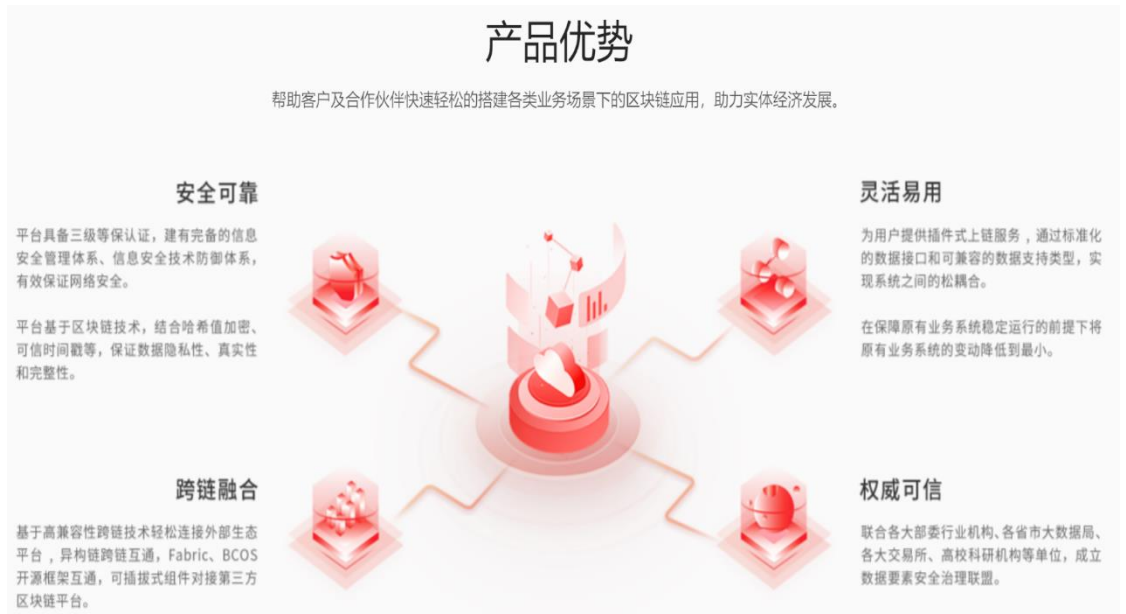 产品优势
帮助客户及合作伙伴快速轻松的搭建各类业务场景下的区块链应用，助力实体经济发展。
安全可靠
平台具备三级等保认证，建有完备的信息
安全管理体系、信息安全技术防御体系，
有效保证网络安全。
平台基于区块链技术，结合哈希值加密、
可信时间戳等，保证数据隐私性、真实性
和完整性。
灵活易用
为用户提供插件式上链服务，通过标准化
的数据接口和可兼容的数据支持类型，实
现系统之间的松耦合。
在保障原有业务系统稳定运行的前提下将
原有业务系统的变动降低到最小。
跨链融合
基于高兼容性跨链技术轻松连接外部生态
平台，异构链跨链互通，Fabric、BCOS
开源框架互通，可插拔式组件对接第三方
区块链平台。
权威可信
联合各大部委行业机构、各省市大数据局、
各大交易所、高校科研机构等单位，成立
数据要素安全治理联盟。